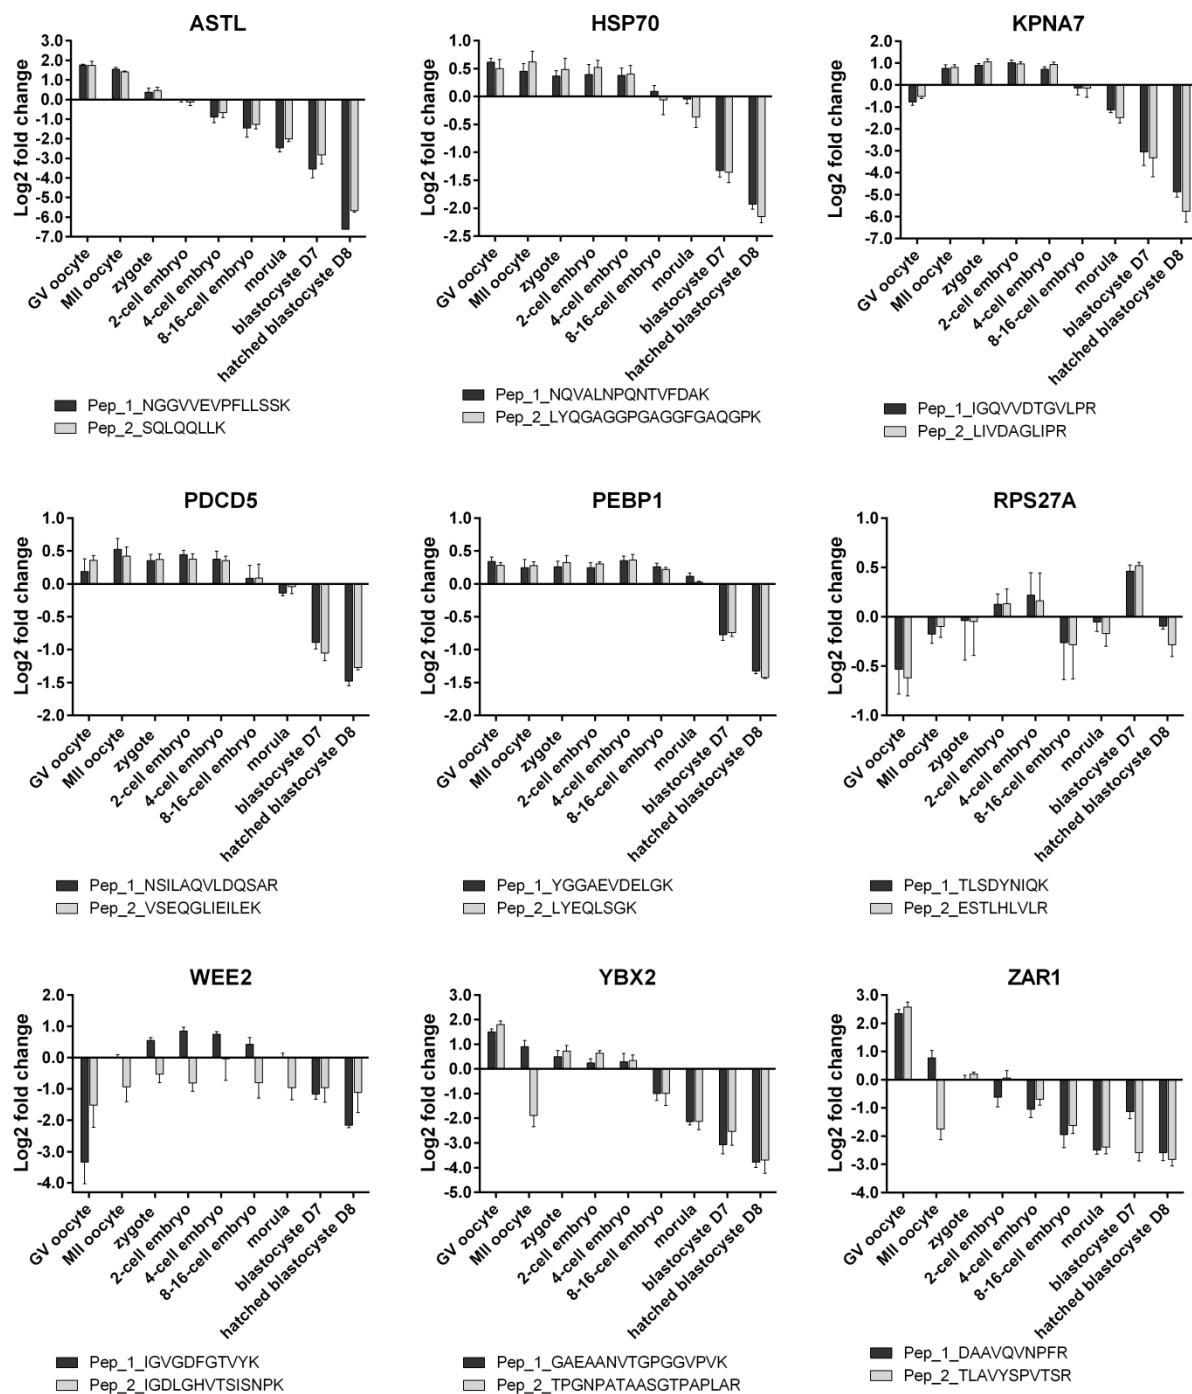 ASTL
Log2 fold change
3.0
2.0
1.0
0.0
-1.0
-2.0
-3.0
-4.0
-5.0
-6.0
-7.0
GV oocyte
MII oocyte
zygote
2-cell embryo
4-cell embryo
8-16-cell embryo
morula
blastocyte D7
hatched blastocyte D8
Pep_1_NGGVVEVPFLLSSK
Pep_2_SQLQQLLK
HSP70
Log2 fold change
1.0
0.5
0.0
-0.5
-1.0
-1.5
-2.0
-2.5
GV oocyte
MII oocyte
zygote
2-cell embryo
4-cell embryo
8-16-cell embryo
morula
blastocyte D7
hatched blastocyte D8
Pep_1_NQVALNPQNTVFDAK
Pep_2_LYQGAGGPGAGGFGAQGPK
KPNA7
Log2 fold change
2.0
1.0
0.0
-1.0
-2.0
-3.0
-4.0
-5.0
-6.0
-7.0
GV oocyte
MII oocyte
zygote
2-cell embryo
4-cell embryo
8-16-cell embryo
morula
blastocyte D7
hatched blastocyte D8
Pep_1_IGQVVDTGVLPR
Pep_2_LIVDAGLIPR
PDCD5
Log2 fold change
1.0
0.5
0.0
-0.5
-1.0
-1.5
-2.0
GV oocyte
MII oocyte
zygote
2-cell embryo
4-cell embryo
8-16-cell embryo
morula
blastocyte D7
hatched blastocyte D8
Pep_1_NSILAQVLDQSAR
Pep_2_VSEQGLIEILEK
PEBP1
Log2 fold change
1.0
0.5
0.0
-0.5
-1.0
-1.5
-2.0
GV oocyte
MII oocyte
zygote
2-cell embryo
4-cell embryo
8-16-cell embryo
morula
blastocyte D7
hatched blastocyte D8
Pep_1_YGGAEVDELGK
Pep_2_LYEQLSGK
RPS27A
Log2 fold change
1.0
0.5
0.0
-0.5
-1.0
GV oocyte
MII oocyte
zygote
2-cell embryo
4-cell embryo
8-16-cell embryo
morula
blastocyte D7
hatched blastocyte D8
Pep_1_TLSDYNIQK
Pep_2_ESTLHLVLR
WEE2
Log2 fold change
2.0
1.0
0.0
-1.0
-2.0
-3.0
-4.0
GV oocyte
MII oocyte
zygote
2-cell embryo
4-cell embryo
8-16-cell embryo
morula
blastocyte D7
hatched blastocyte D8
Pep_1_IGVGDFGTVYK
Pep_2_IGDLGHVTSISNPK
YBX2
Log2 fold change
3.0
2.0
1.0
0.0
-1.0
-2.0
-3.0
-4.0
-5.0
GV oocyte
MII oocyte
zygote
2-cell embryo
4-cell embryo
8-16-cell embryo
morula
blastocyte D7
hatched blastocyte D8
Pep_1_GAEAANVTGPGGVPVK
Pep_2_TPGNPATAASGTPAPLAR
ZAR1
Log2 fold change
3.0
2.0
1.0
0.0
-1.0
-2.0
-3.0
-4.0
GV oocyte
MII oocyte
zygote
2-cell embryo
4-cell embryo
8-16-cell embryo
morula
blastocyte D7
hatched blastocyste D8
Pep_1_DAAVQVNPFR
Pep_2_TLAVYSPVTSR